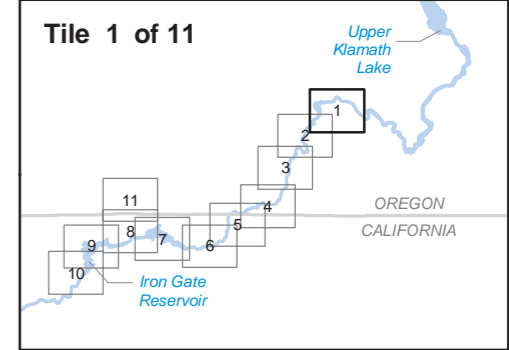 Tile 1 of 11
Upper
Klamath
Lake
1
2
3
4
OREGON
11
5
CALIFORNIA
8
7
6
9
10
Iron Gate
Reservoir